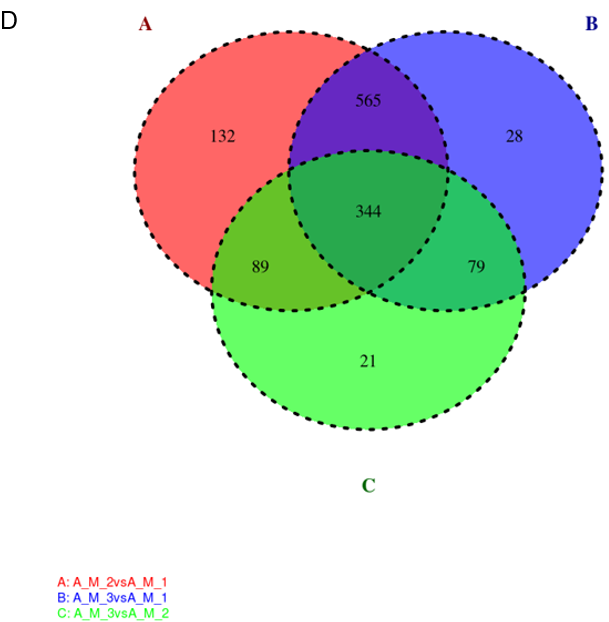 D
A
B
565
132
28
344
89
79
21
C
A: A_M_2vsA_M_1
B: A_M_3vsA_M_1
C: A_M_3vsA_M_2